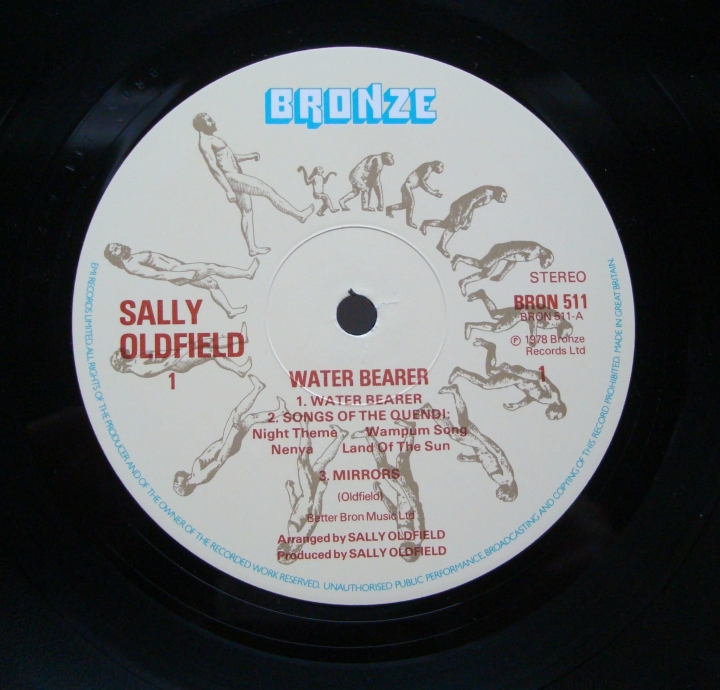 BRONZE
STEREO
BRON 511
BRON 511-A
℗ 1978 Bronze
Records Ltd
1
SALLY
OLDFIELD
1
WATER BEARER
1. WATER BEARER
2. SONGS OF THE QUENDI:
Night Theme Wampum Song
Nenya Land Of The Sun
3. MIRRORS
(Oldfield)
Better Bron Music Ltd
Arranged by SALLY OLDFIELD
Produced by SALLY OLDFIELD
EMI RECORDS LIMITED. ALL RIGHTS OF THE PRODUCER AND OF THE OWNER OF THE RECORDED WORK RESERVED. UNAUTHORISED PUBLIC PERFORMANCE, BROADCASTING AND COPYING OF THIS RECORD PROHIBITED. MADE IN GREAT BRITAIN.